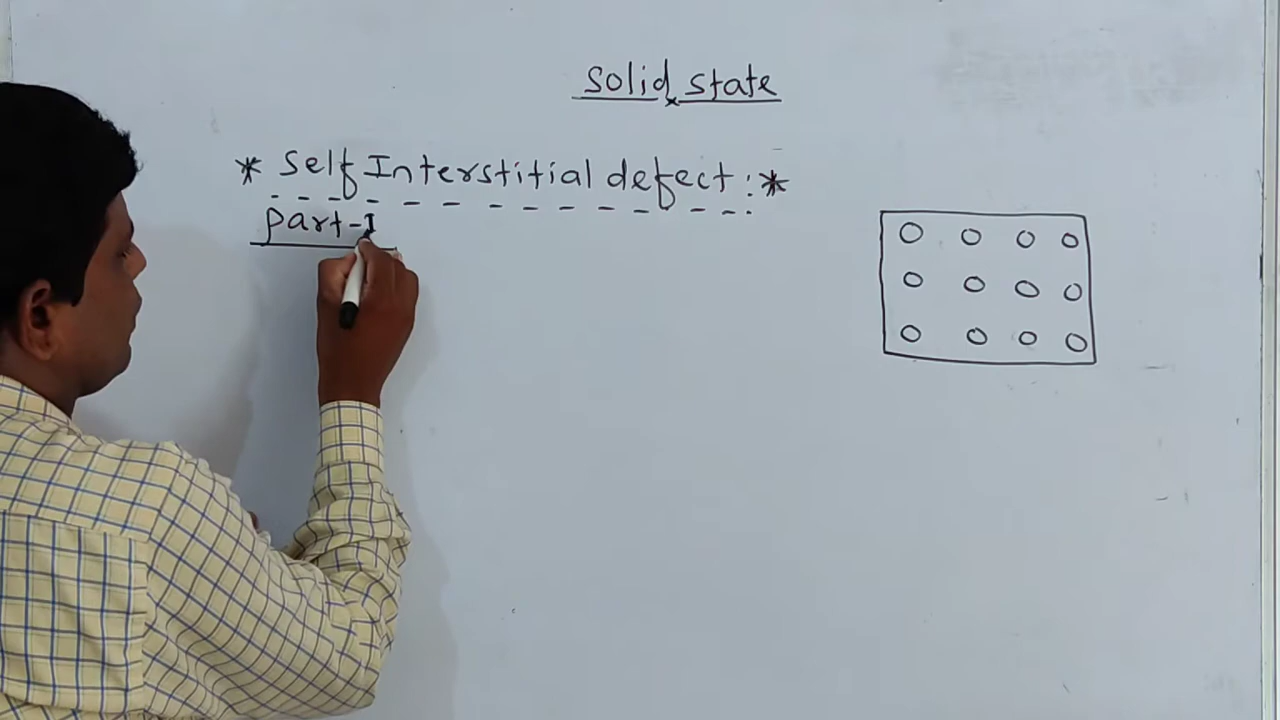 Solid state
* Self Interstitial defect : *
part-I